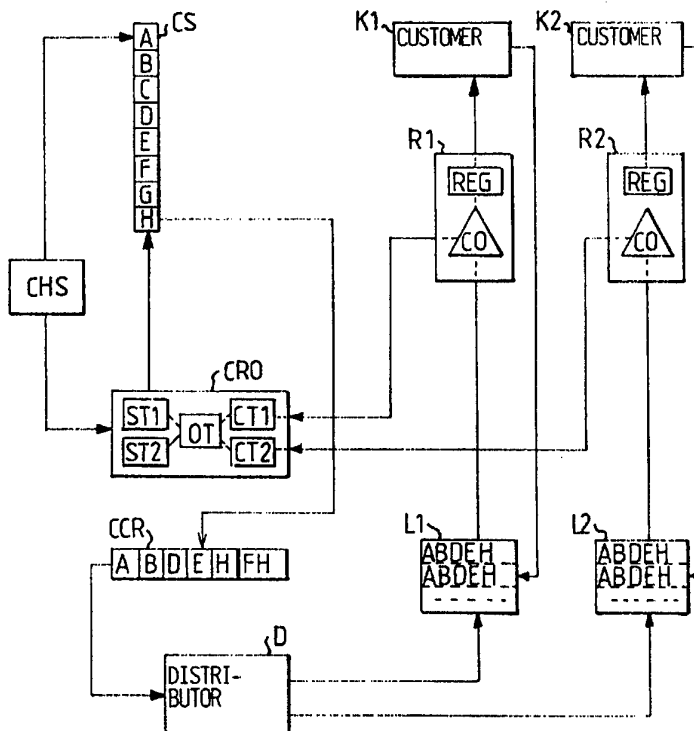 CS
A
B
C
D
E
F
G
H
K1
CUSTOMER
K2
CUSTOMER
R1
REG
CO
R2
REG
CO
CHS
CRO
ST1
ST2
OT
CT1
CT2
CCR
A B D E H FH
L1
ABDEH
ABDEH
L2
ABDEH
ABDEH
D
DISTRI-
BUTOR